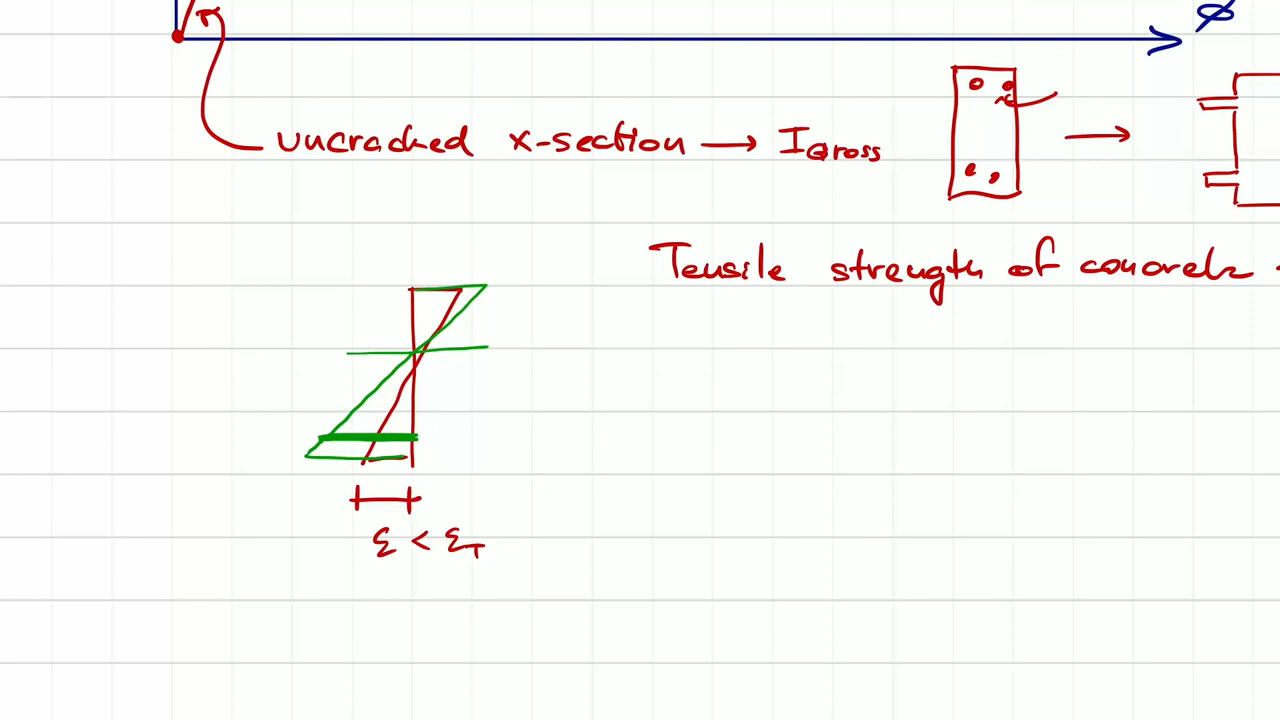 ø
uncracked x-section → IGross
Tensile strength of concrete
ε < εT